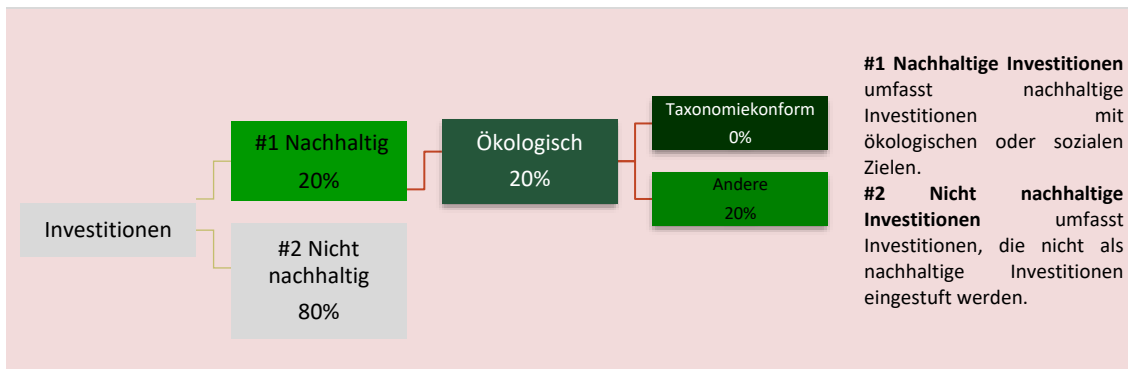 Investitionen
#1 Nachhaltig
20%
#2 Nicht
nachhaltig
80%
Ökologisch
20%
Taxonomiekonform
0%
Andere
20%
#1 Nachhaltige Investitionen
umfasst nachhaltige
Investitionen mit
ökologischen oder sozialen
Zielen.
#2 Nicht nachhaltige
Investitionen umfasst
Investitionen, die nicht als
nachhaltige Investitionen
eingestuft werden.